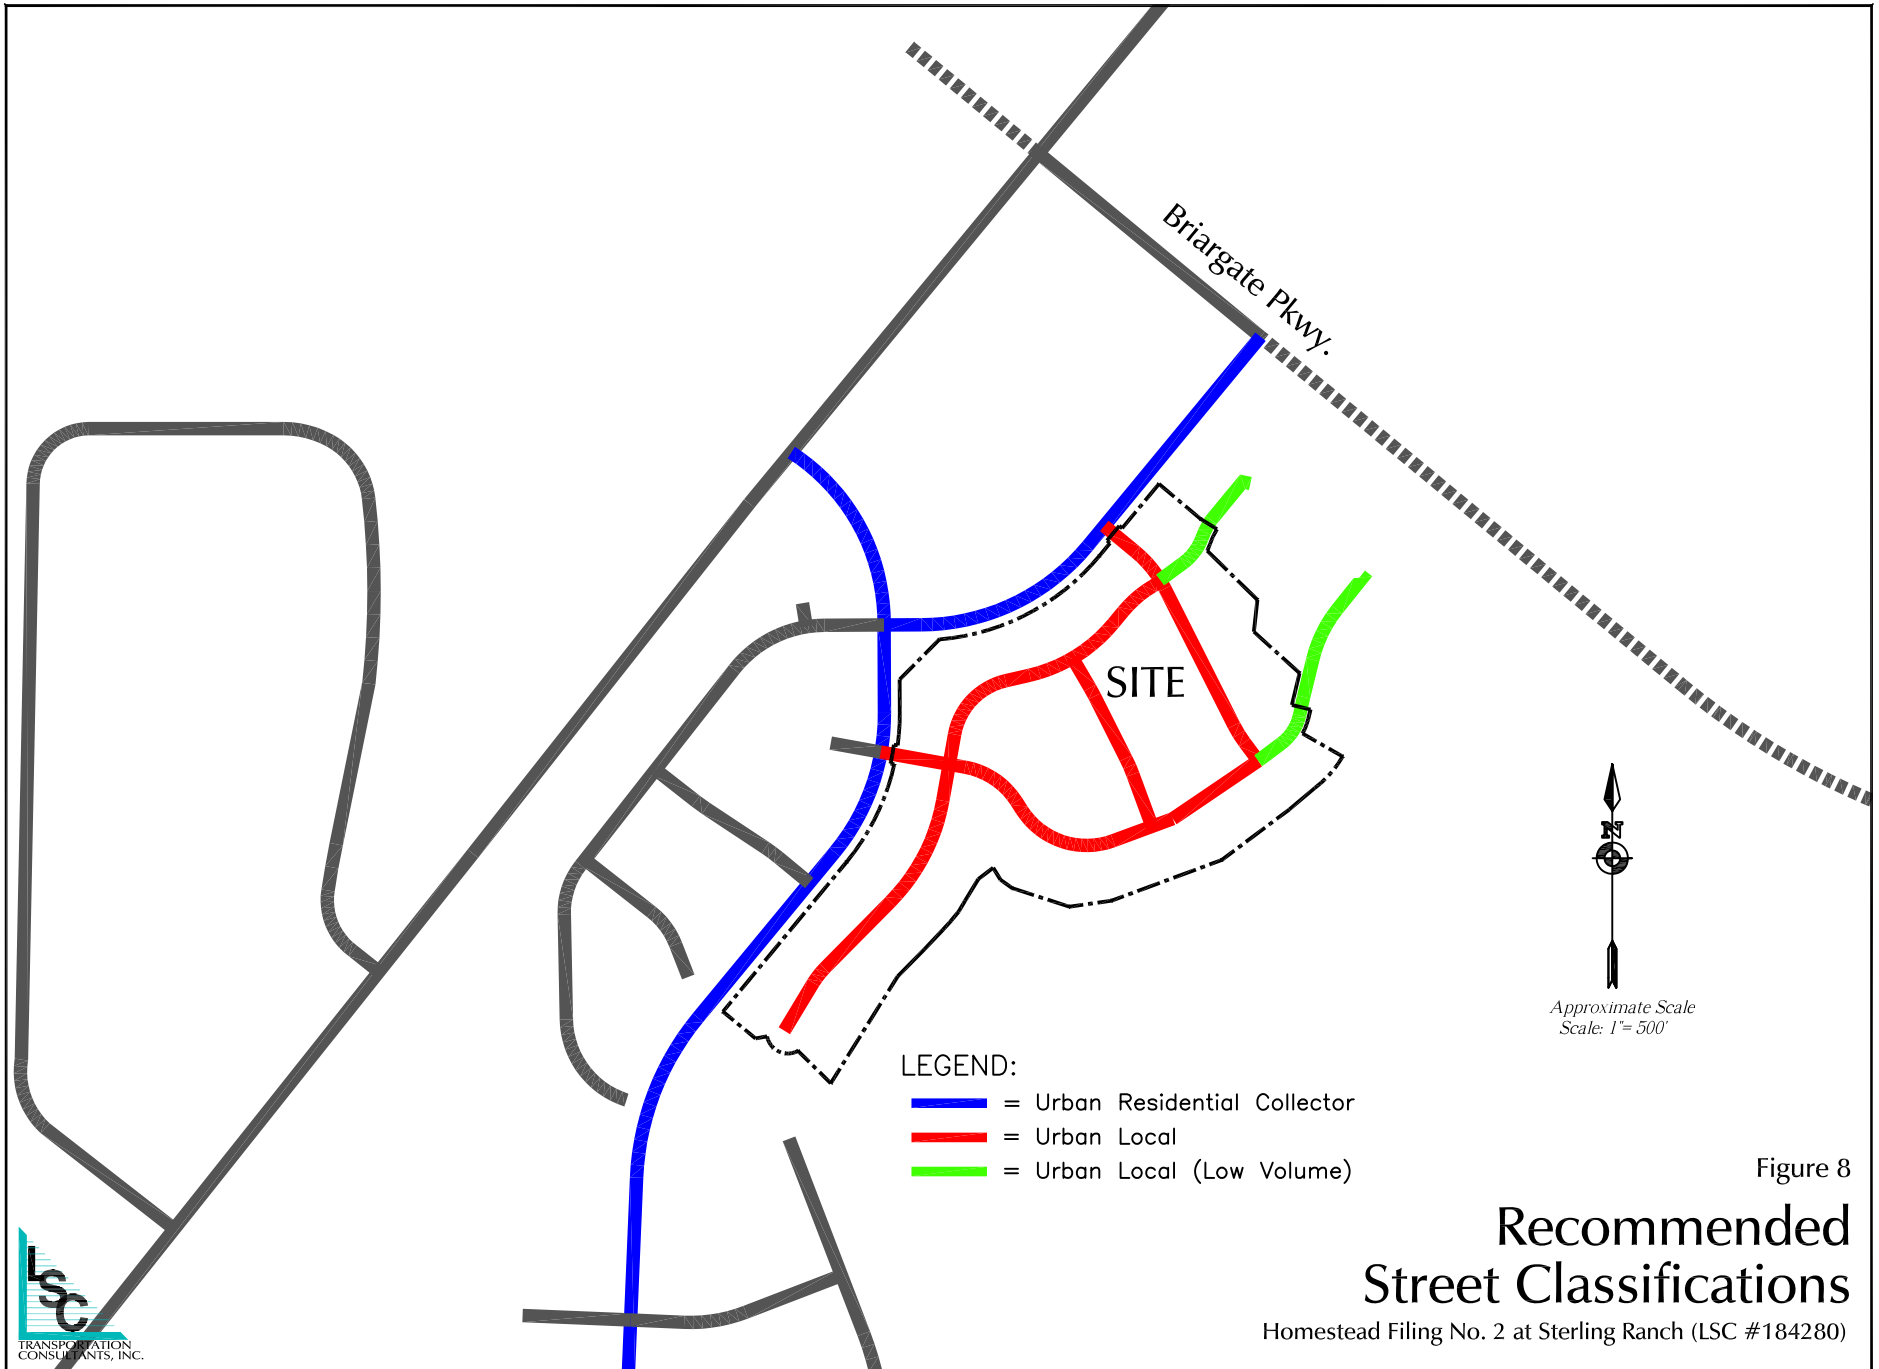 Briargate Pkwy.
SITE
N
Approximate Scale
Scale: 1"= 500'
LEGEND:
= Urban Residential Collector
= Urban Local
= Urban Local (Low Volume)
Figure 8
Recommended
Street Classifications
Homestead Filing No. 2 at Sterling Ranch (LSC #184280)
LSC
TRANSPORTATION
CONSULTANTS, INC.